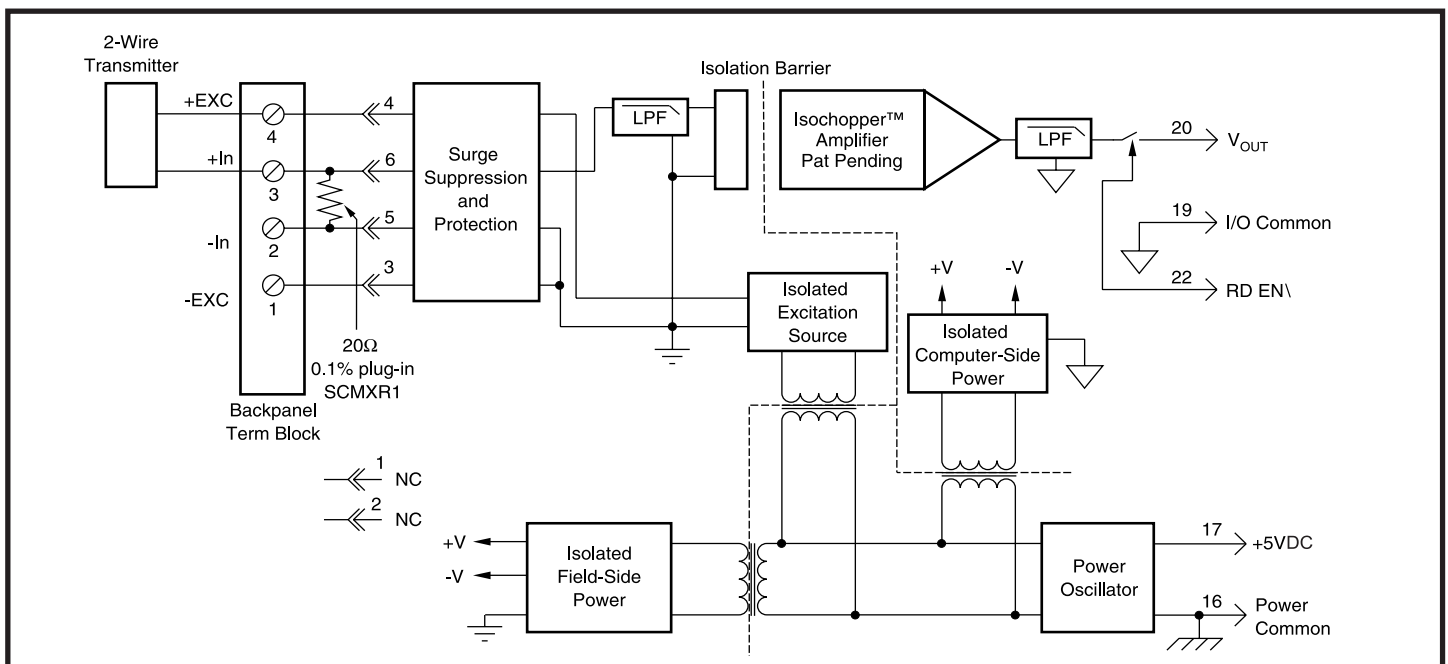 2-Wire
Transmitter
+EXC
4
4
+In
3
6
-In
2
5
-EXC
1
3
20Ω
0.1% plug-in
SCMXR1
Backpanel
Term Block
Surge
Suppression
and
Protection
LPF
Isolation Barrier
Isochopper™
Amplifier
Pat Pending
LPF
20
VOUT
19
I/O Common
22
RD EN\
Isolated
Excitation
Source
+V
-V
Isolated
Computer-Side
Power
1
NC
2
NC
+V
-V
Isolated
Field-Side
Power
Power
Oscillator
17
+5VDC
16
Power
Common